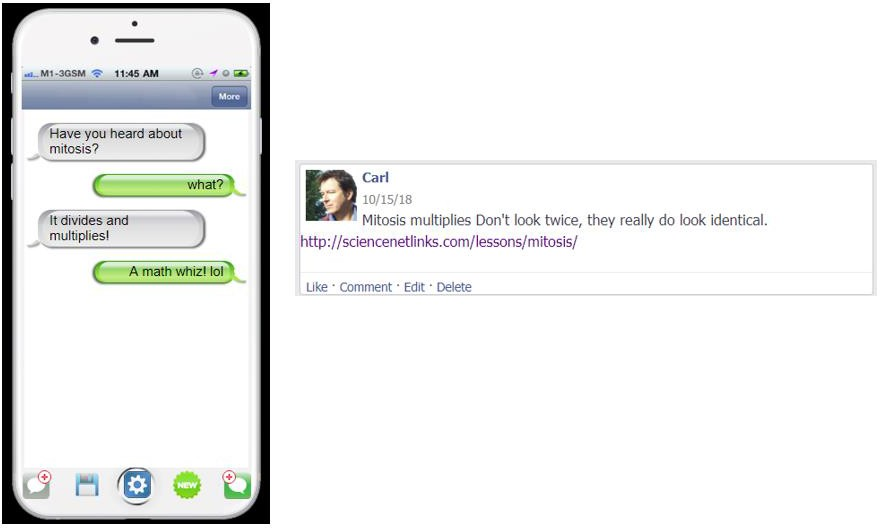 M1-3GSM 11:45 AM
More
Have you heard about
mitosis?
what?
It divides and
multiplies!
A math whiz! lol
NEW
Carl
10/15/18
Mitosis multiplies Don't look twice, they really do look identical.
http://sciencenetlinks.com/lessons/mitosis/
Like · Comment · Edit · Delete